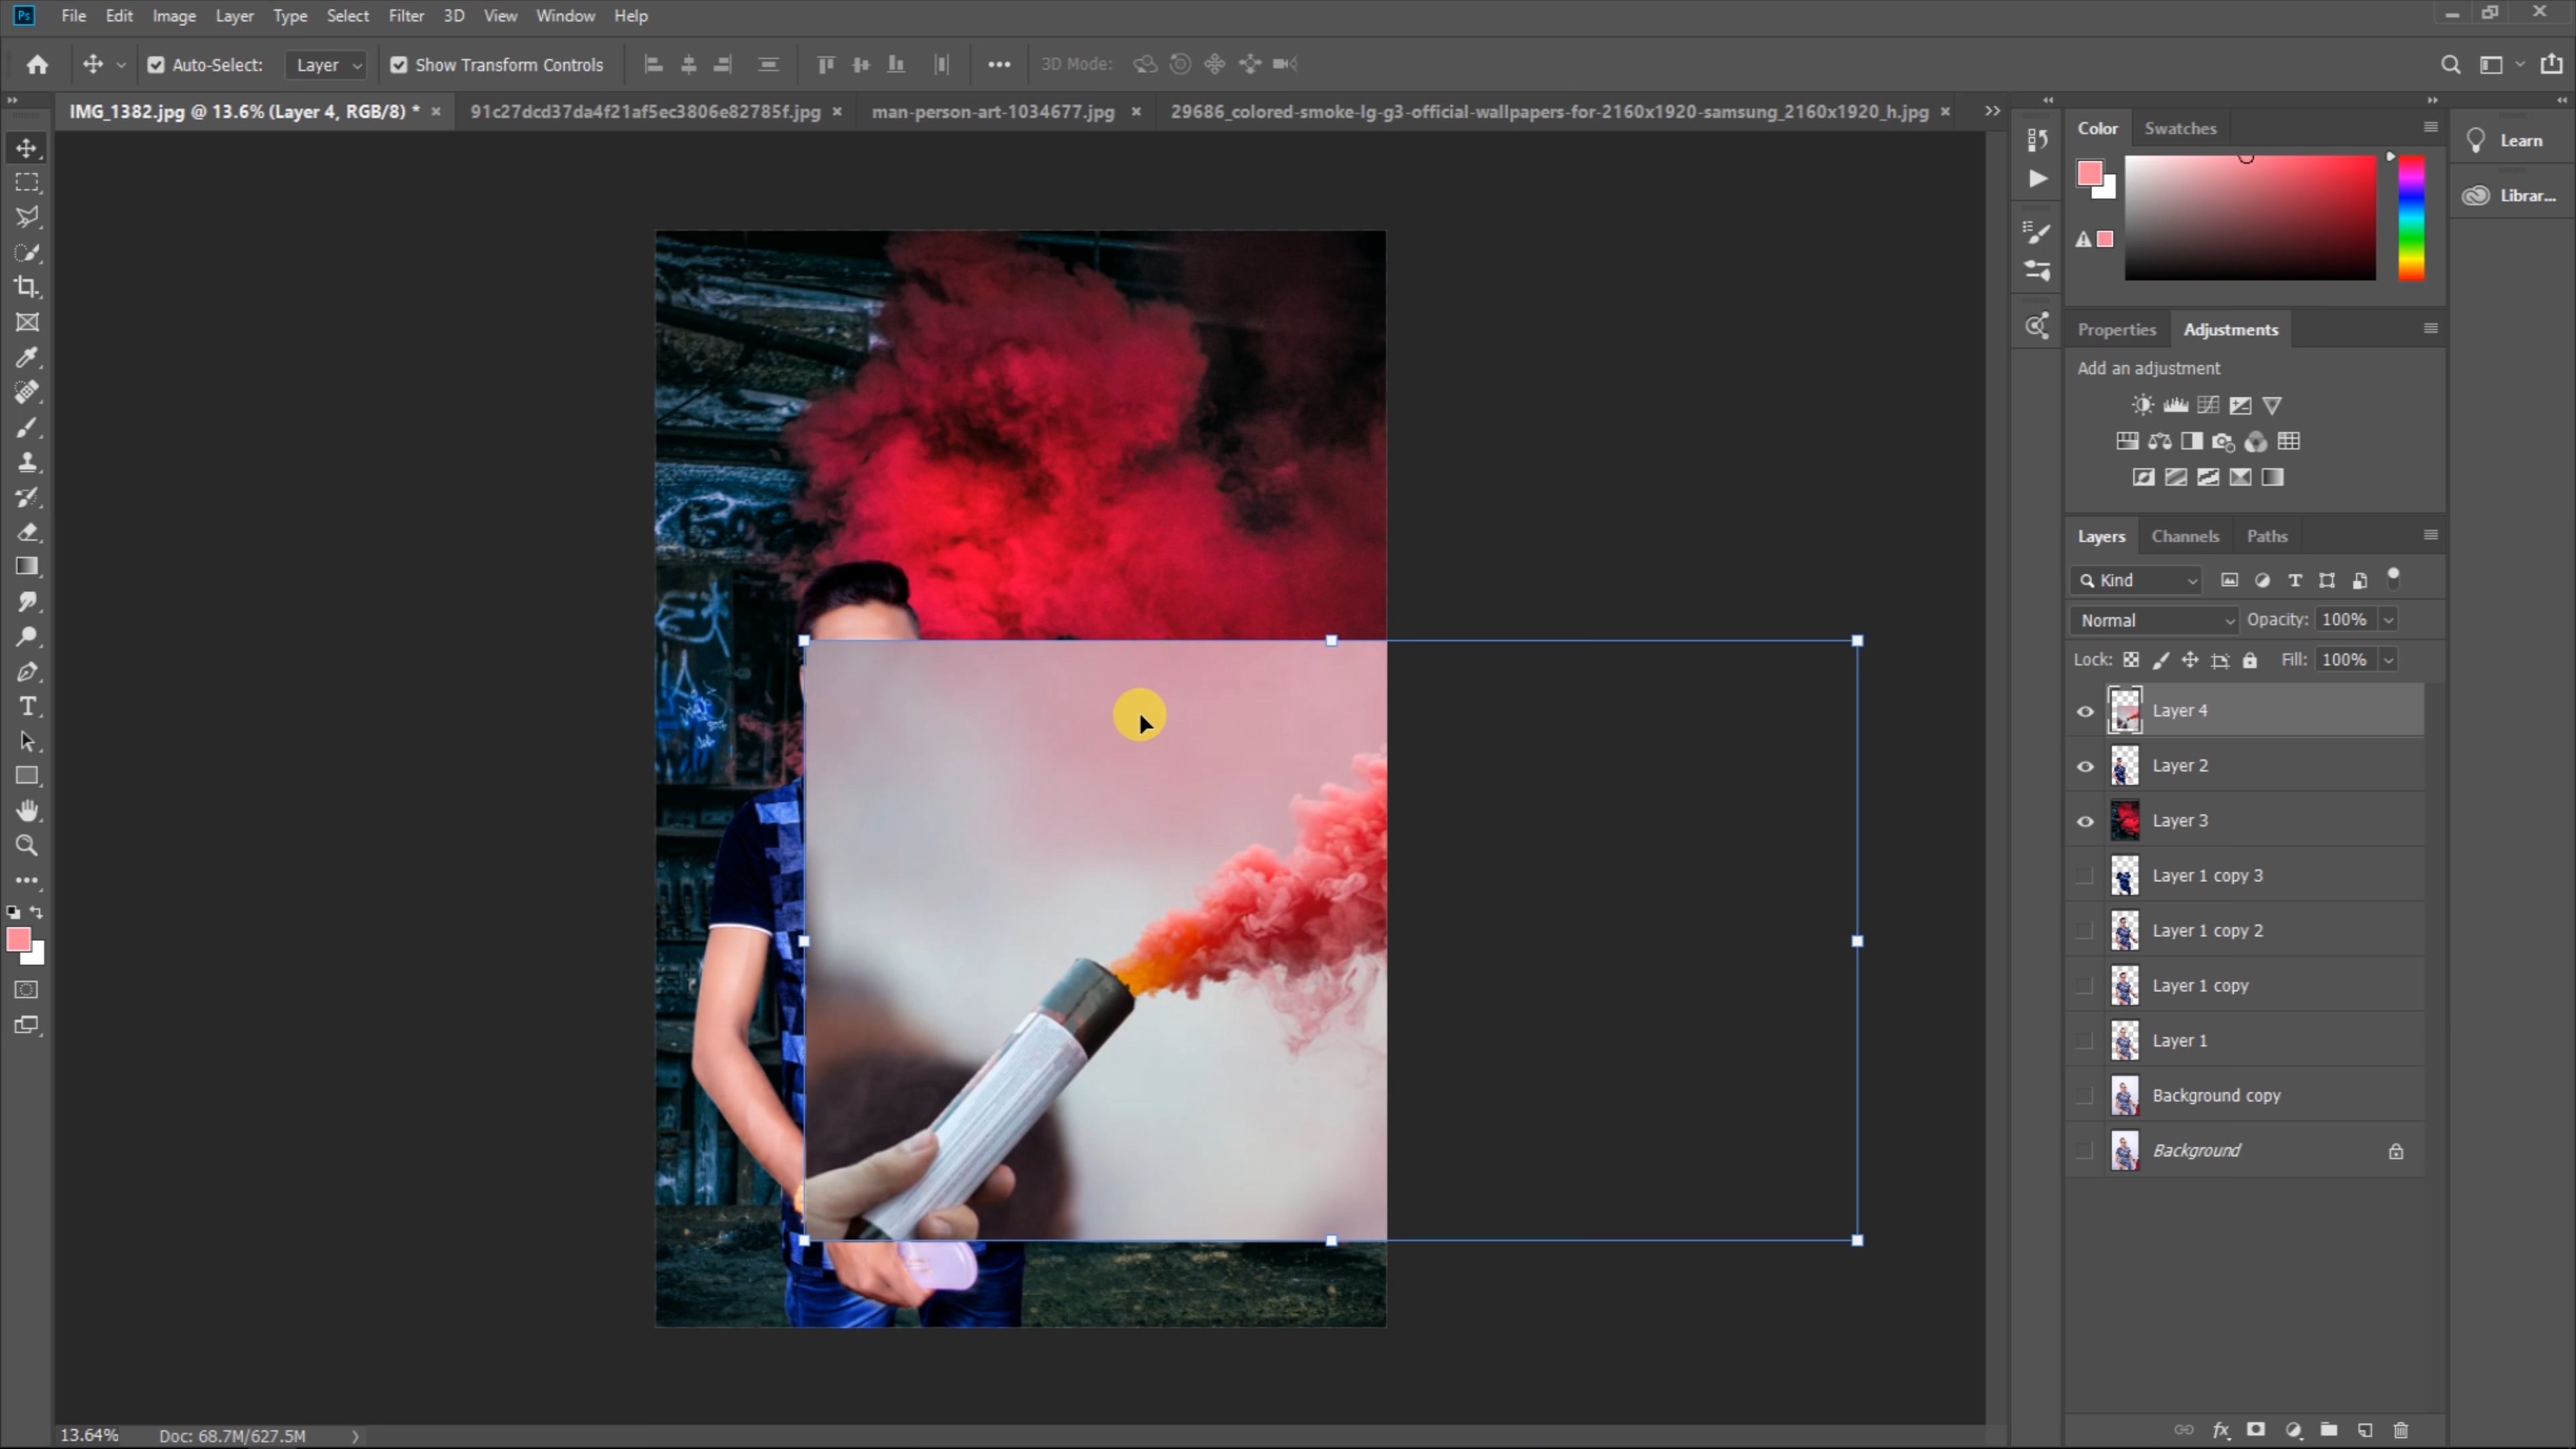 Ps File Edit Image Layer Type Select Filter 3D View Window Help
Auto-Select: Layer Show Transform Controls 3D Mode:
IMG_1382.jpg @ 13.6% (Layer 4, RGB/8) * × 91c27dcd37da4f21af5ec3806e82785f.jpg × man-person-art-1034677.jpg × 29686_colored-smoke-lg-g3-official-wallpapers-for-2160x1920-samsung_2160x1920_h.jpg ×
Color Swatches
Learn
Librar...
Properties Adjustments
Add an adjustment
Layers Channels Paths
Kind
Normal Opacity: 100%
Lock: Fill: 100%
Layer 4
Layer 2
Layer 3
Layer 1 copy 3
Layer 1 copy 2
Layer 1 copy
Layer 1
Background copy
Background
13.64% Doc: 68.7M/627.5M